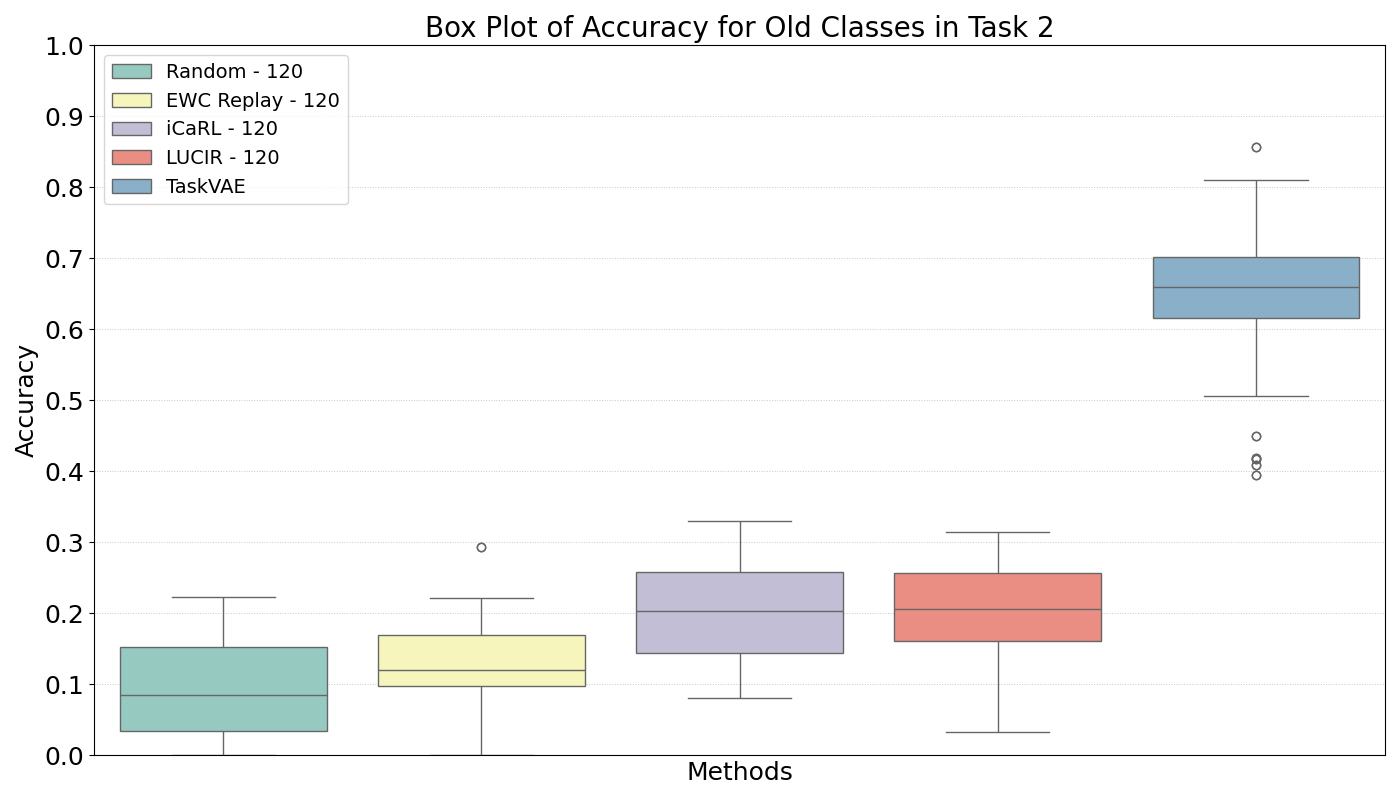 Box Plot of Accuracy for Old Classes in Task 2
1.0
0.9
0.8
0.7
0.6
0.5
0.4
0.3
0.2
0.1
0.0
Accuracy
Random - 120
EWC Replay - 120
iCaRL - 120
LUCIR - 120
TaskVAE
Methods